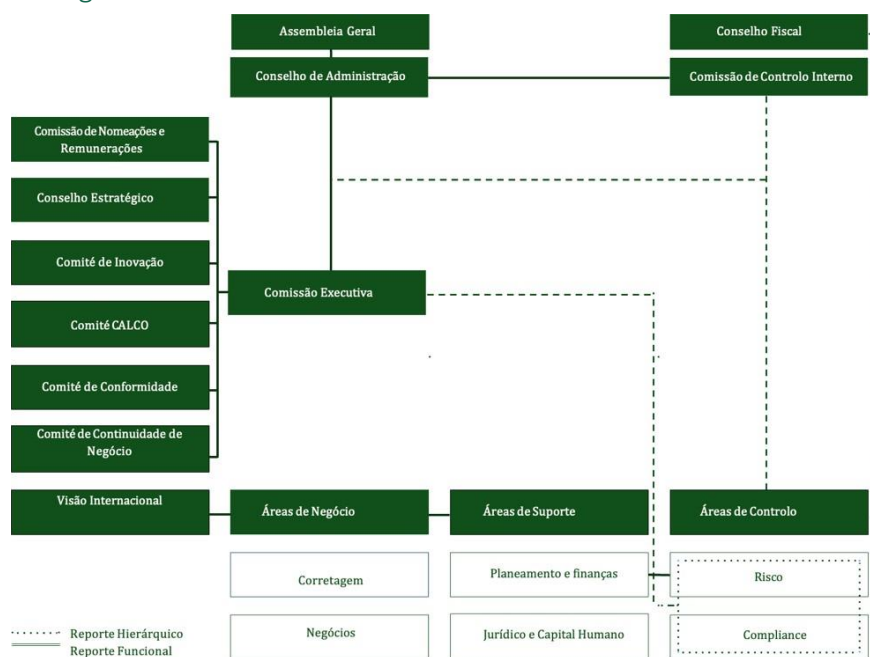 Assembleia Geral
Conselho Fiscal
Conselho de Administração
Comissão de Controlo Interno
Comissão de Nomeações e
Remunerações
Conselho Estratégico
Comité de Inovação
Comissão Executiva
Comité CALCO
Comité de Conformidade
Comité de Continuidade de
Negócio
Visão Internacional
Áreas de Negócio
Áreas de Suporte
Áreas de Controlo
Corretagem
Planeamento e finanças
Risco
Negócios
Jurídico e Capital Humano
Compliance
Reporte Hierárquico
Reporte Funcional